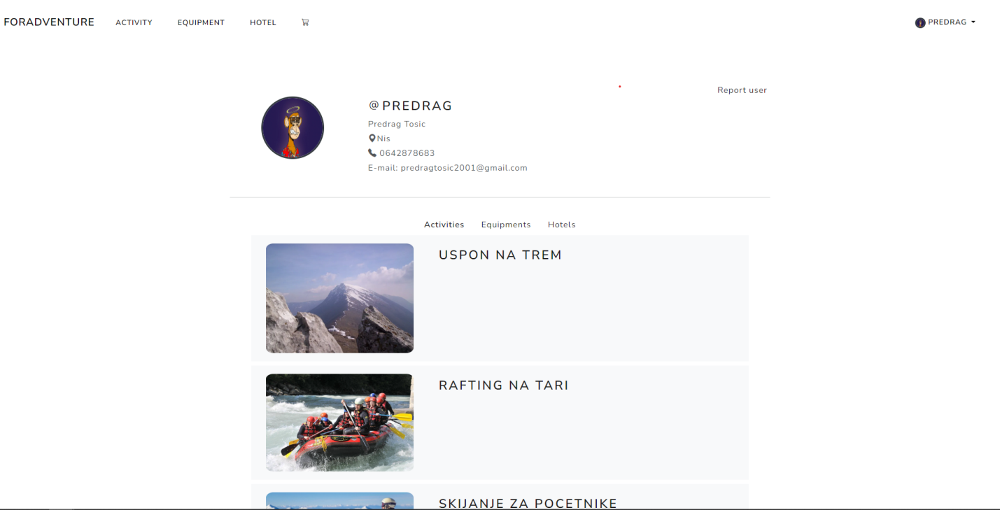 FORADVENTURE ACTIVITY EQUIPMENT HOTEL PREDRAG
Report user
@PREDRAG
Predrag Tosic
Nis
0642878683
E-mail: predragtosic2001@gmail.com
Activities Equipments Hotels
USPON NA TREM
RAFTING NA TARI
SKIJANJE ZA POCETNIKE